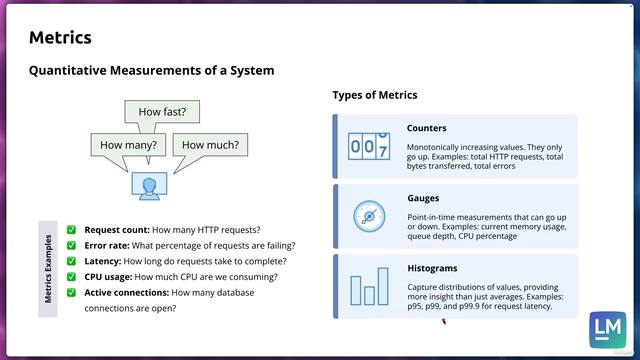 Metrics
Quantitative Measurements of a System
How fast?
How many?
How much?
Metrics Examples
✅ Request count: How many HTTP requests?
✅ Error rate: What percentage of requests are failing?
✅ Latency: How long do requests take to complete?
✅ CPU usage: How much CPU are we consuming?
✅ Active connections: How many database
connections are open?
Types of Metrics
007
Counters
Monotonically increasing values. They only
go up. Examples: total HTTP requests, total
bytes transferred, total errors
Gauges
Point-in-time measurements that can go up
or down. Examples: current memory usage,
queue depth, CPU percentage
Histograms
Capture distributions of values, providing
more insight than just averages. Examples:
p95, p99, and p99.9 for request latency.
LM